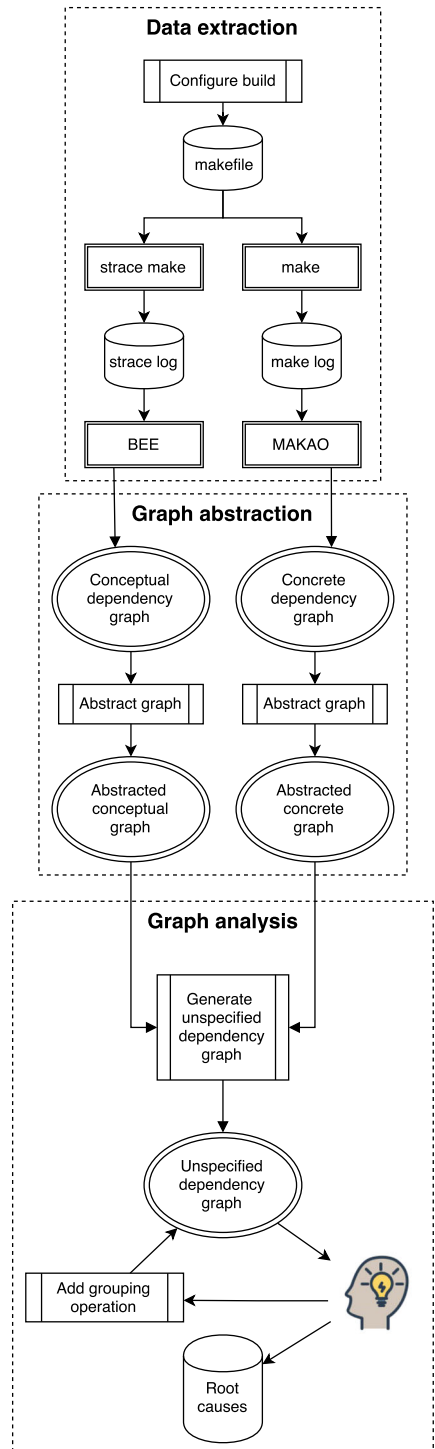 Data extraction
Configure build
makefile
strace make
make
strace log
make log
BEE
MAKAO
Graph abstraction
Conceptual
dependency
graph
Concrete
dependency
graph
Abstract graph
Abstract graph
Abstracted
conceptual
graph
Abstracted
concrete
graph
Graph analysis
Generate
unspecified
dependency
graph
Unspecified
dependency
graph
Add grouping
operation
Root
causes